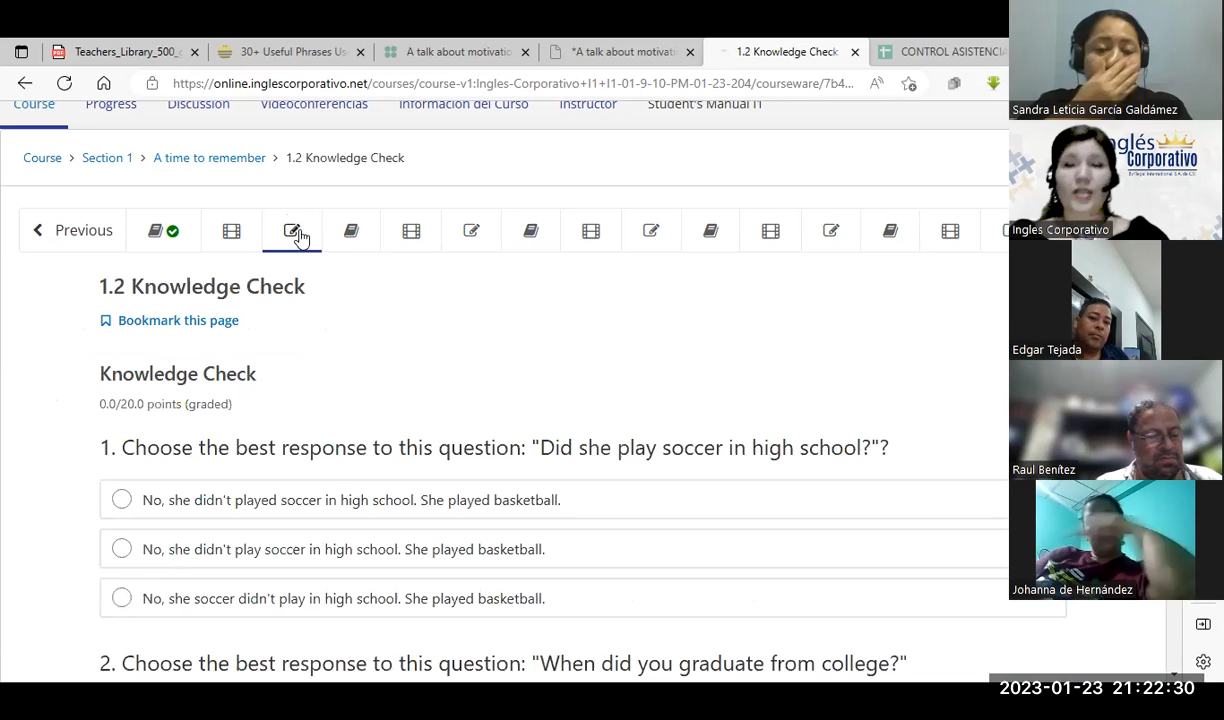 Teachers_Library_500_
30+ Useful Phrases Us
A talk about motivatio
*A talk about motivati
1.2 Knowledge Check
CONTROL ASISTENCIA
https://online.inglescorporativo.net/courses/course-v1:Ingles-Corporativo+I1+I1-01-9-10-PM-01-23-204/courseware/7b4...
Course
Progress
Discussion
Videoconferencias
Información del Curso
Instructor
Student's Manual I1
Course > Section 1 > A time to remember > 1.2 Knowledge Check
Previous
1.2 Knowledge Check
Bookmark this page
Knowledge Check
0.0/20.0 points (graded)
1. Choose the best response to this question: "Did she play soccer in high school?"?
No, she didn't played soccer in high school. She played basketball.
No, she didn't play soccer in high school. She played basketball.
No, she soccer didn't play in high school. She played basketball.
2. Choose the best response to this question: "When did you graduate from college?"
Sandra Leticia García Galdámez
Inglés
Corporativo
Ingles Corporativo
Edgar Tejada
Raul Benítez
Johanna de Hernández
2023-01-23 21:22:30